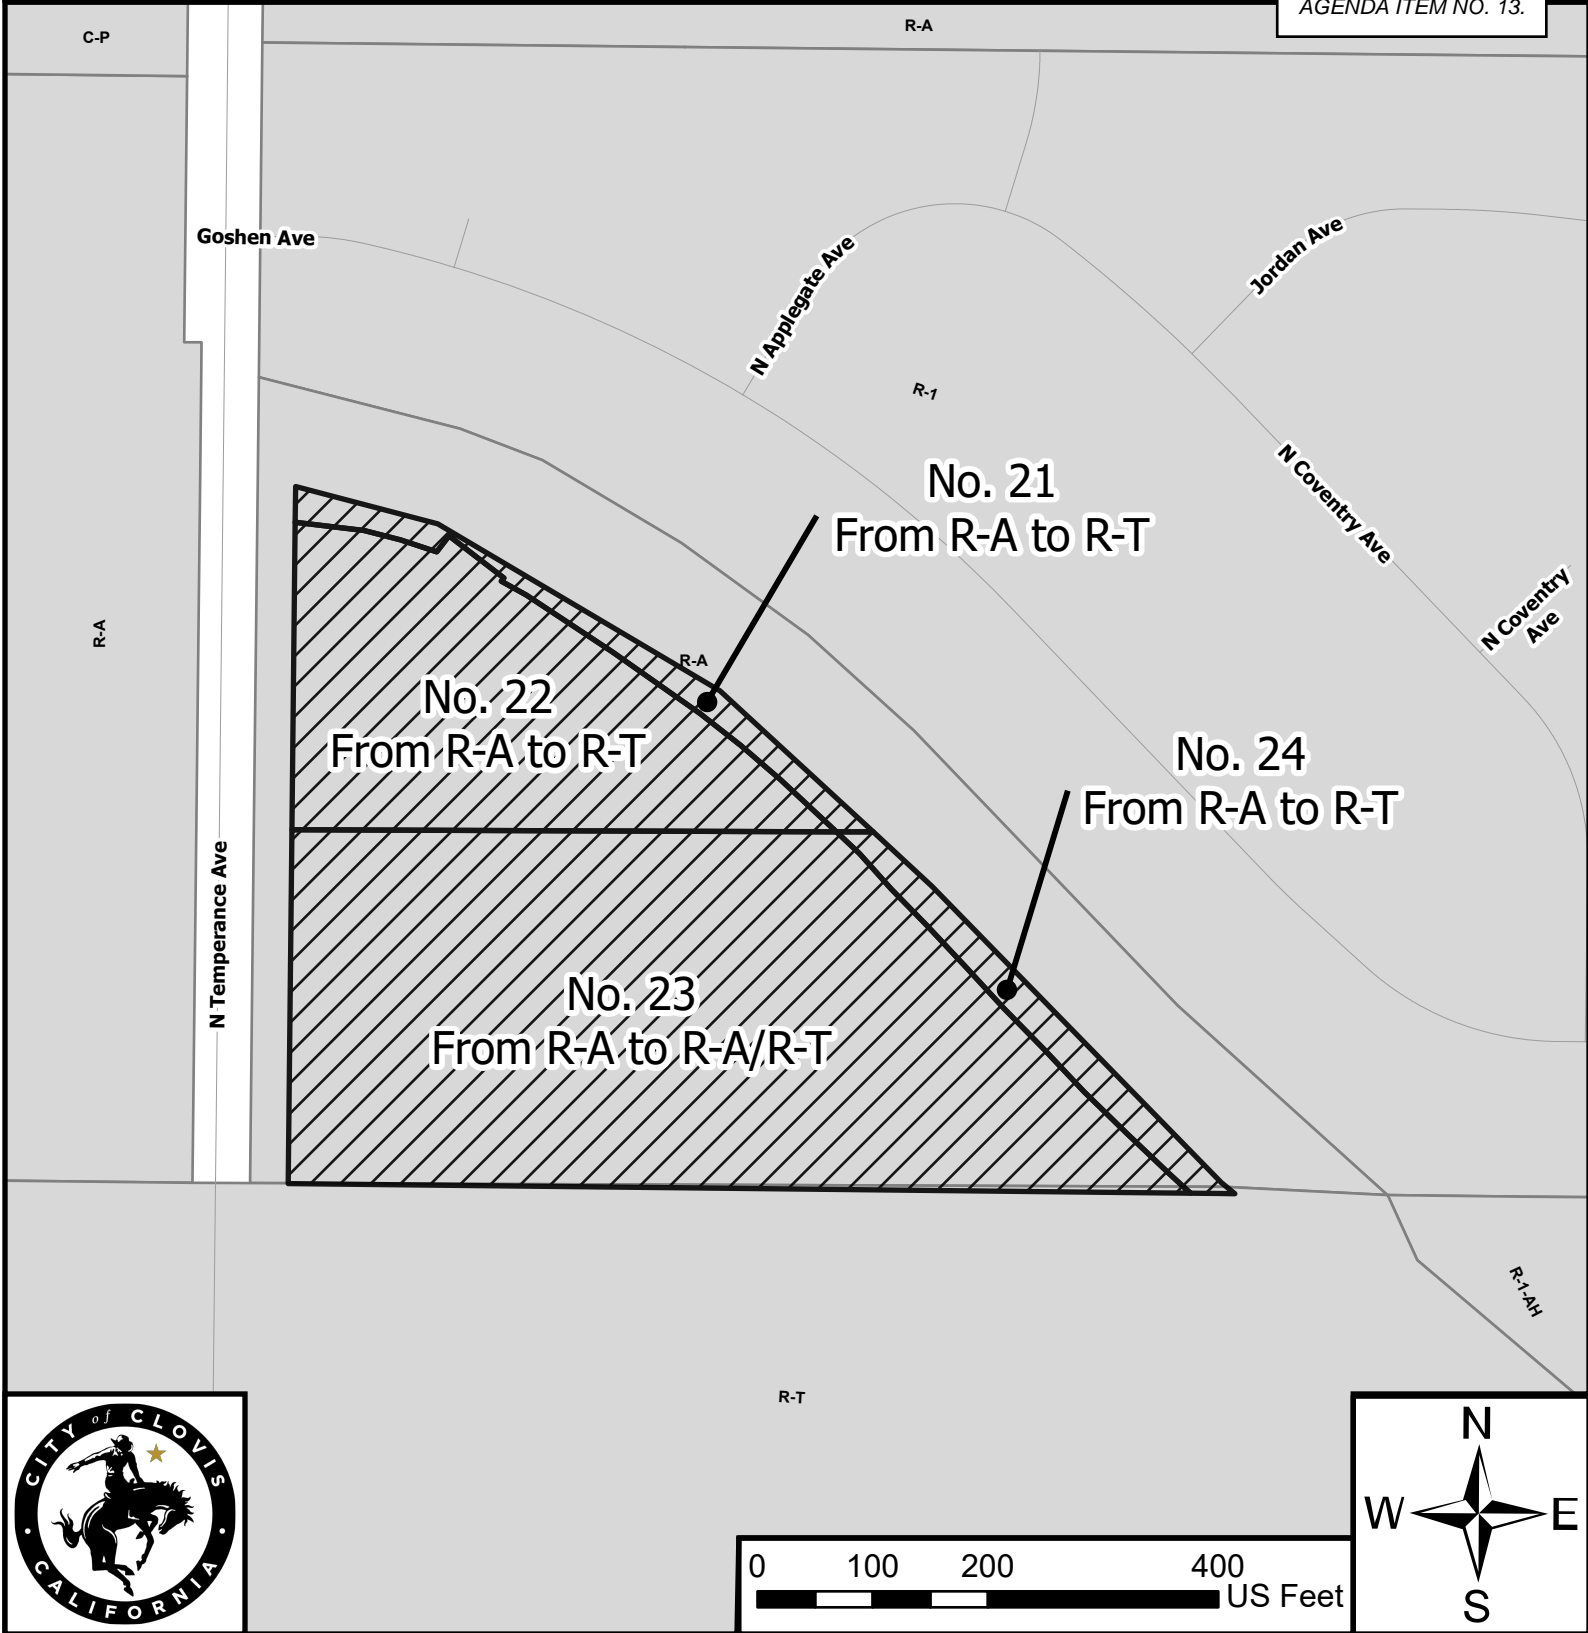 AGENDA ITEM NO. 13.
C-P
R-A
Goshen Ave
N Applegate Ave
Jordan Ave
R-1
N Coventry Ave
No. 21
From R-A to R-T
N Coventry
Ave
R-A
R-A
No. 22
From R-A to R-T
No. 24
From R-A to R-T
N Temperance Ave
No. 23
From R-A to R-A/R-T
R-1-AH
R-T
CITY of CLOVIS
CALIFORNIA
0 100 200 400
US Feet
N
W E
S